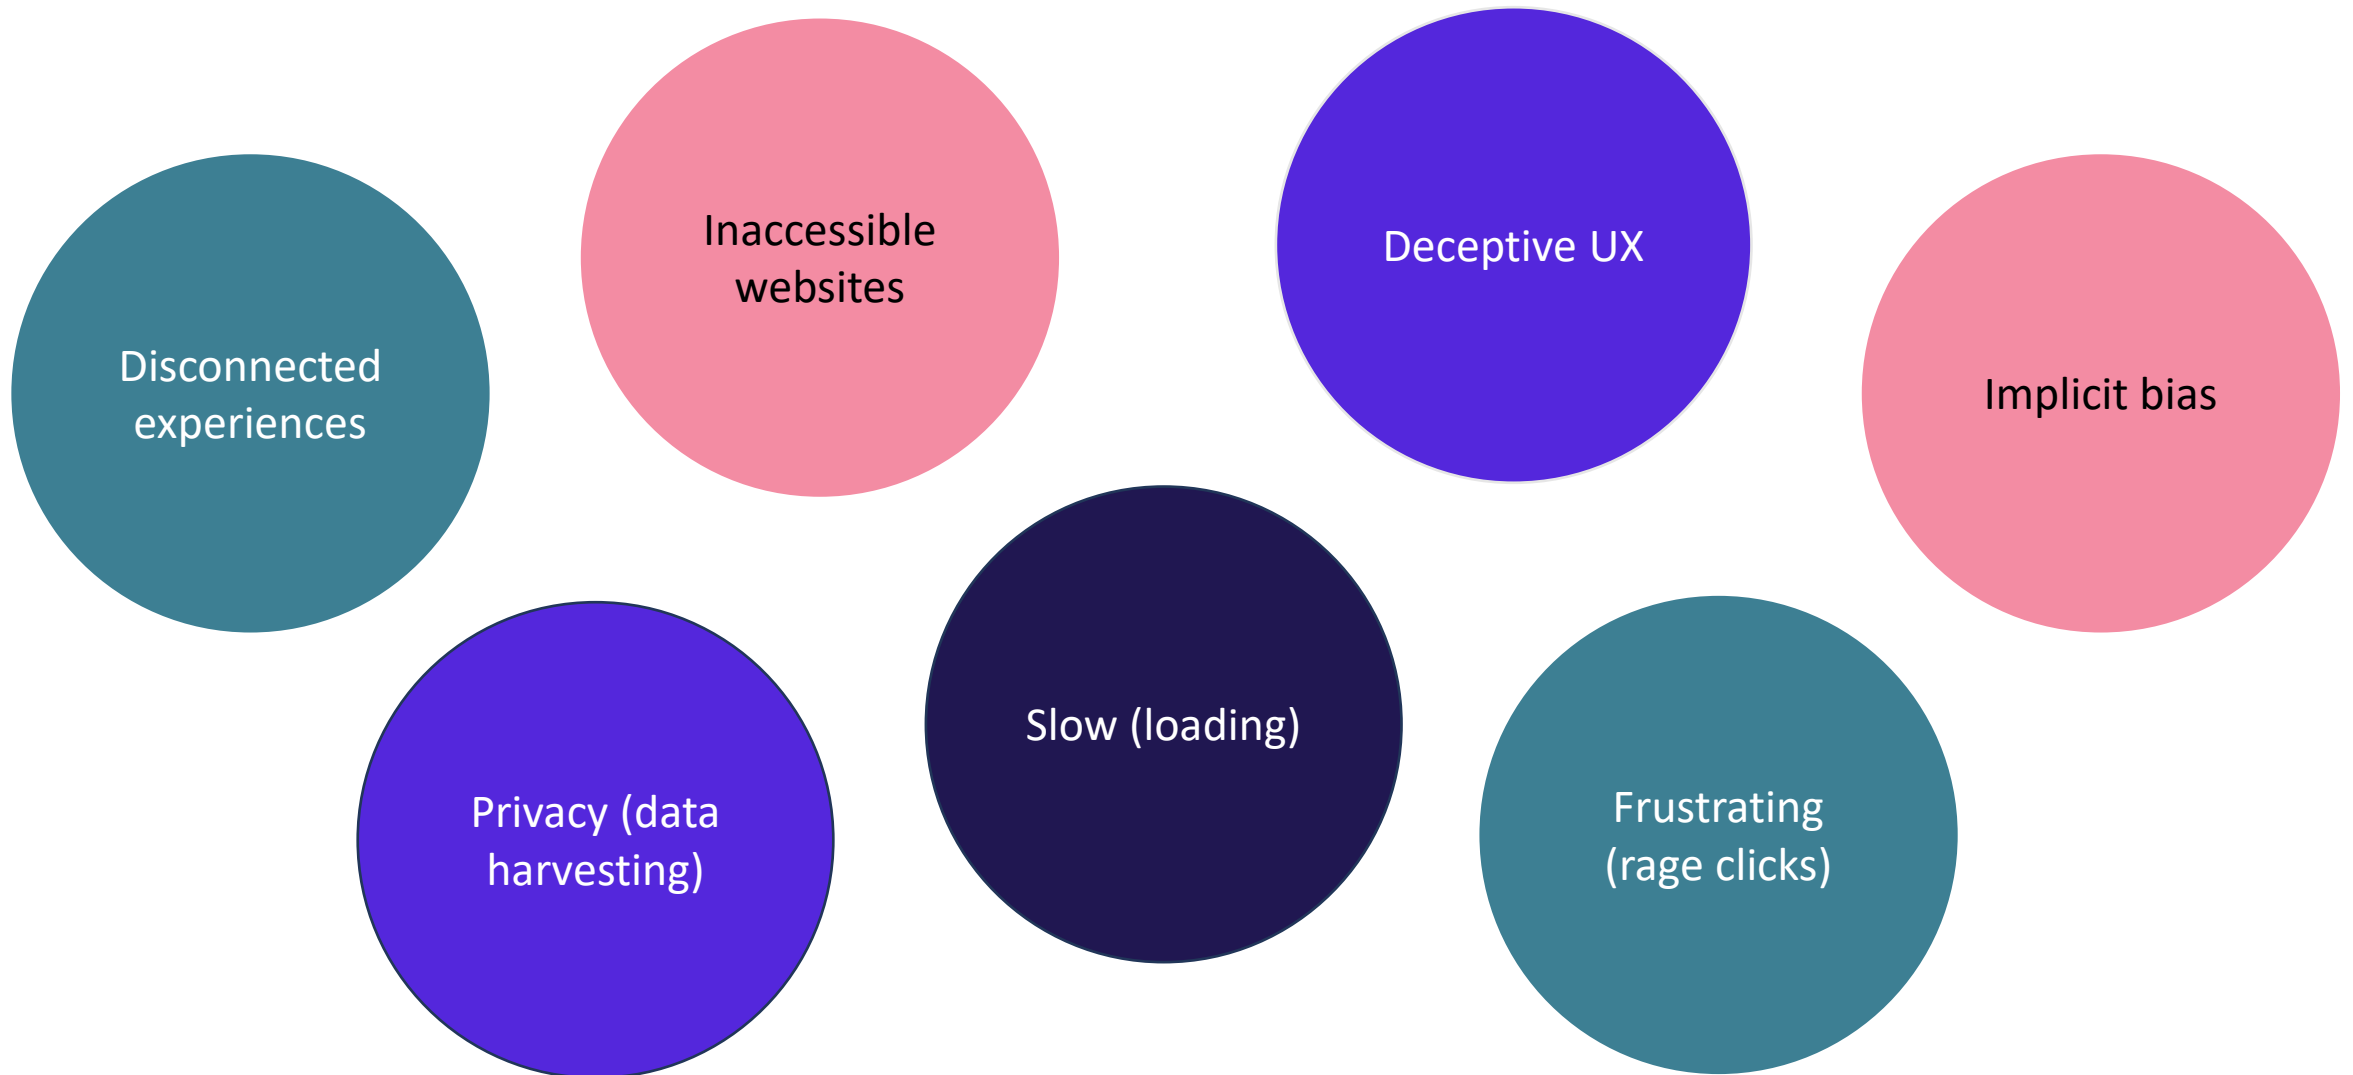 Disconnected
experiences
Inaccessible
websites
Deceptive UX
Implicit bias
Privacy (data
harvesting)
Slow (loading)
Frustrating
(rage clicks)